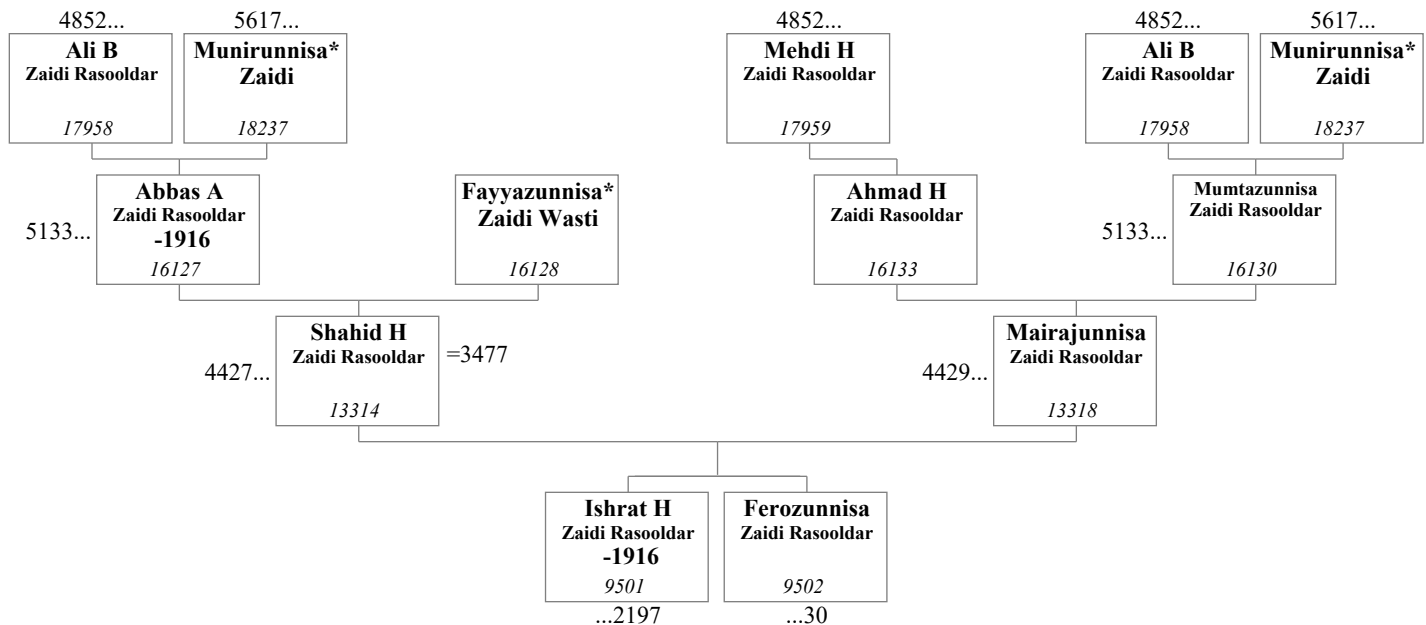 4852...
5617...
4852...
4852...
5617...
Ali B
Zaidi Rasooldar
17958
Munirunnisa*
Zaidi
18237
Mehdi H
Zaidi Rasooldar
17959
Ali B
Zaidi Rasooldar
17958
Munirunnisa*
Zaidi
18237
5133...
Abbas A
Zaidi Rasooldar
-1916
16127
Fayyazunnisa*
Zaidi Wasti
16128
Ahmad H
Zaidi Rasooldar
16133
5133...
Mumtazunnisa
Zaidi Rasooldar
16130
4427...
Shahid H
Zaidi Rasooldar
13314
=3477
4429...
Mairajunnisa
Zaidi Rasooldar
13318
Ishrat H
Zaidi Rasooldar
-1916
9501
...2197
Ferozunnisa
Zaidi Rasooldar
9502
...30